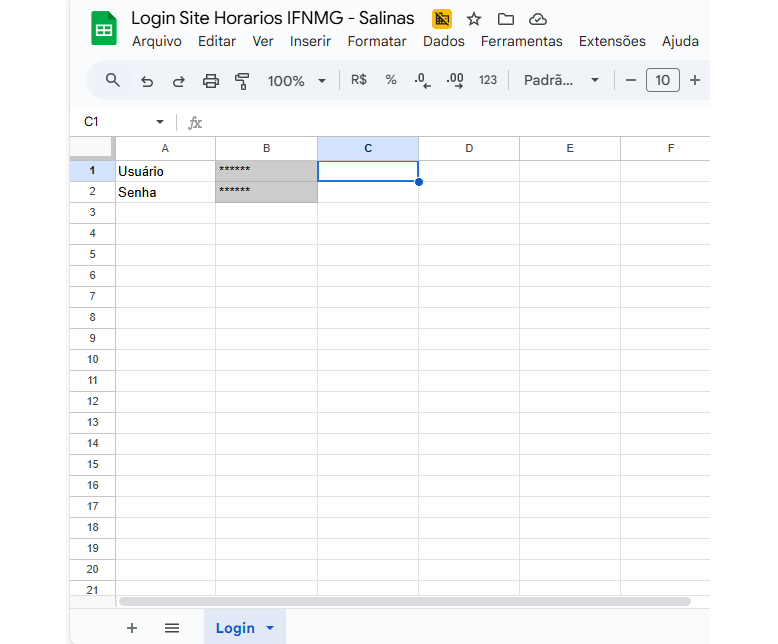 Login Site Horarios IFNMG - Salinas
Arquivo Editar Ver Inserir Formatar Dados Ferramentas Extensões Ajuda
100% R$ % .0 .00 123 Padrã... − 10 +
C1 fx
A B C D E F
1 Usuário ******
2 Senha ******
3
4
5
6
7
8
9
10
11
12
13
14
15
16
17
18
19
20
21
+ Login